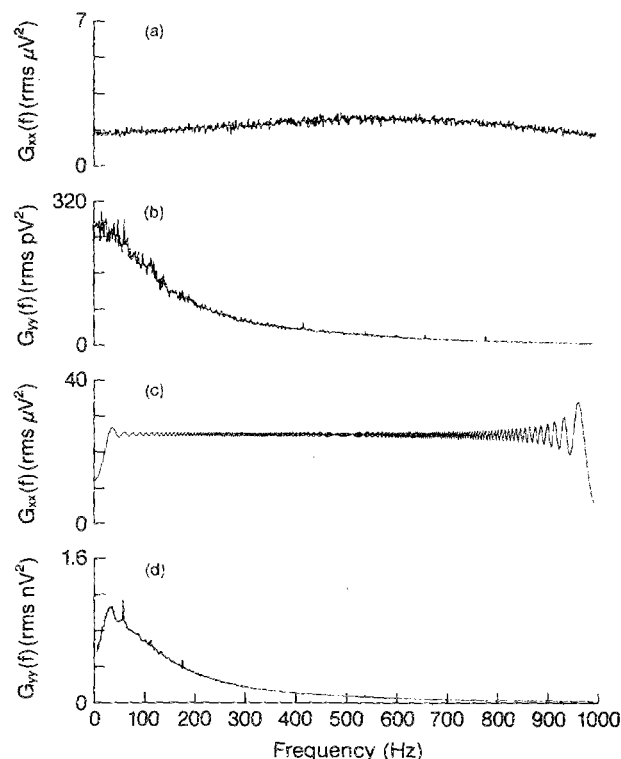 (a)
7
0
G_xx(f) (rms μV²)
(b)
320
0
G_yy(f) (rms pV²)
(c)
40
0
G_xx(f) (rms μV²)
(d)
1.6
0
G_yy(f) (rms nV²)
0 100 200 300 400 500 600 700 800 900 1000
Frequency (Hz)